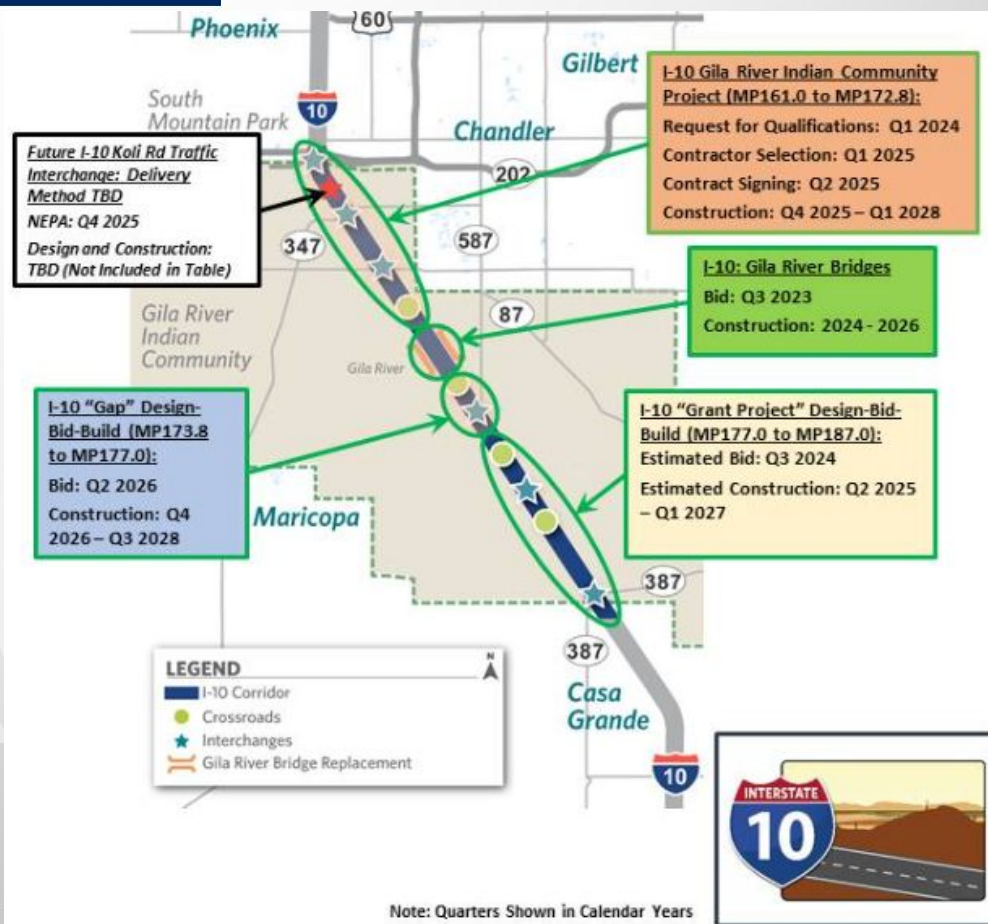 Phoenix
60
Gilbert
South
Mountain Park
10
Chandler
202
I-10 Gila River Indian Community
Project (MP161.0 to MP172.8):
Request for Qualifications: Q1 2024
Contractor Selection: Q1 2025
Contract Signing: Q2 2025
Construction: Q4 2025 – Q1 2028
Future I-10 Koli Rd Traffic
Interchange: Delivery
Method TBD
NEPA: Q4 2025
Design and Construction:
TBD (Not Included in Table)
347
587
87
Gila River
Indian
Community
Gila River
I-10: Gila River Bridges
Bid: Q3 2023
Construction: 2024 - 2026
I-10 “Gap” Design-
Bid-Build (MP173.8
to MP177.0):
Bid: Q2 2026
Construction: Q4
2026 – Q3 2028
I-10 “Grant Project” Design-Bid-
Build (MP177.0 to MP187.0):
Estimated Bid: Q3 2024
Estimated Construction: Q2 2025
– Q1 2027
Maricopa
387
387
Casa
Grande
10
LEGEND
N
I-10 Corridor
Crossroads
Interchanges
Gila River Bridge Replacement
INTERSTATE
10
Note: Quarters Shown in Calendar Years